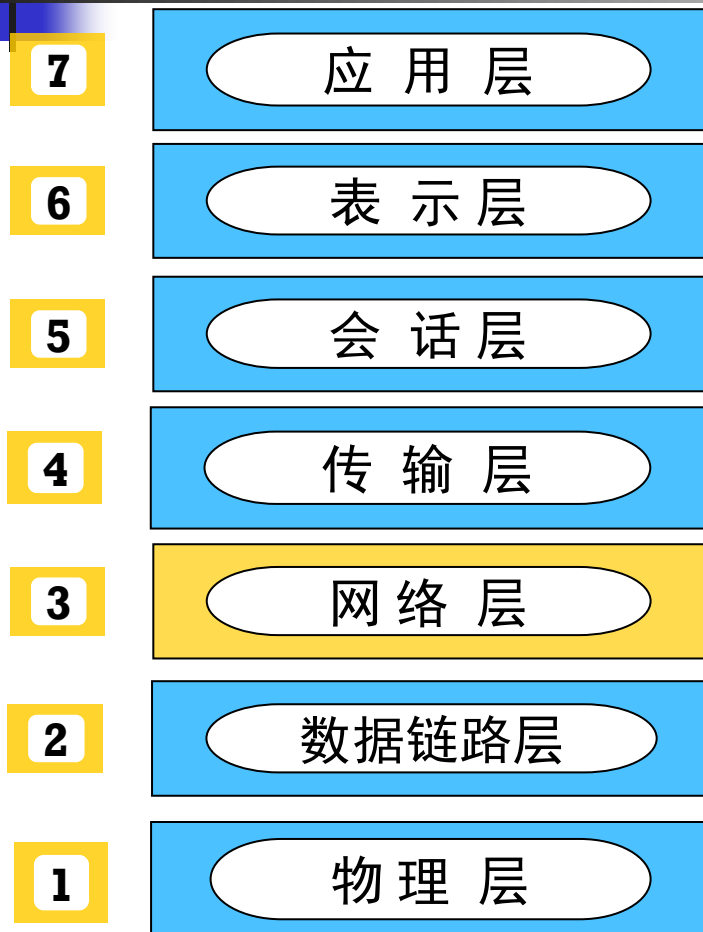 7 应 用 层
6 表 示 层
5 会 话 层
4 传 输 层
3 网 络 层
2 数据链路层
1 物 理 层